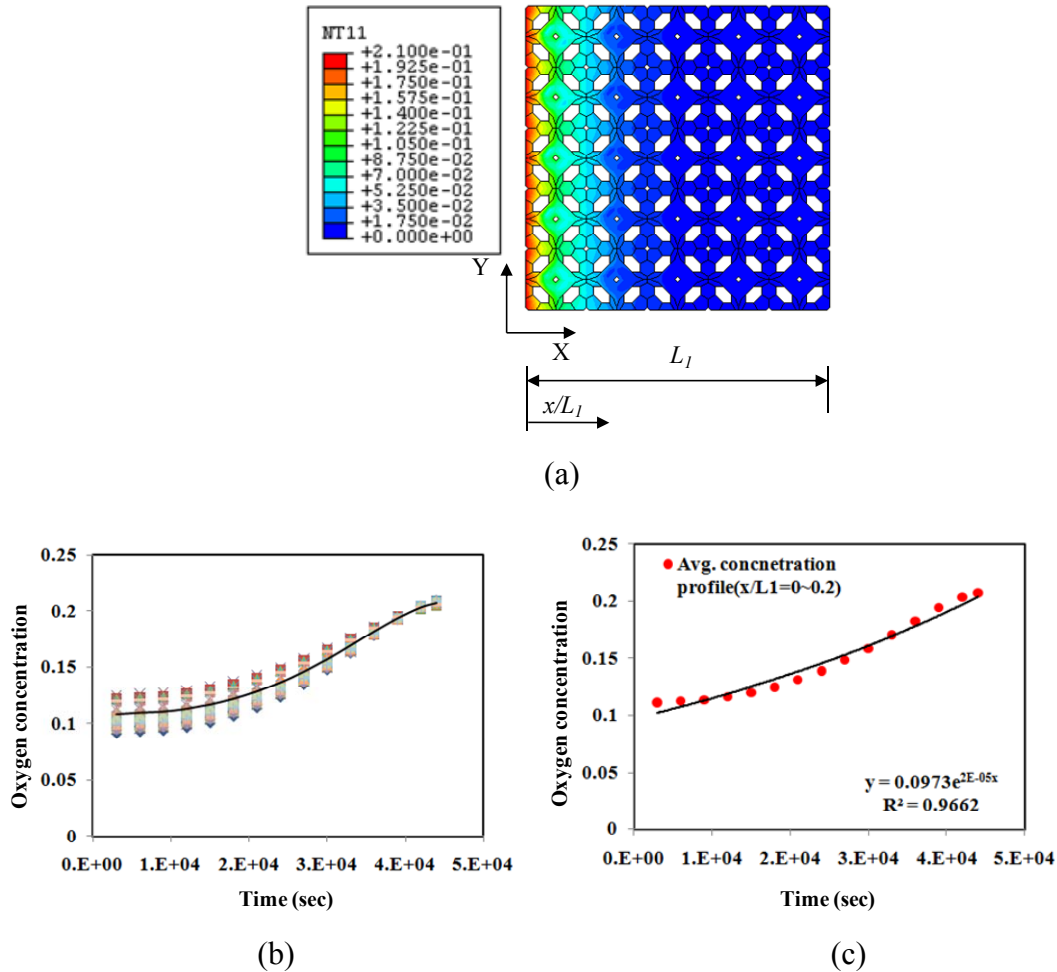 NT11
+2.100e-01
+1.925e-01
+1.750e-01
+1.575e-01
+1.400e-01
+1.225e-01
+1.050e-01
+8.750e-02
+7.000e-02
+5.250e-02
+3.500e-02
+1.750e-02
+0.000e+00
Y
X
L1
x/L1
(a)
0.25
0.2
0.15
0.1
0.05
0
Oxygen concentration
0.E+00 1.E+04 2.E+04 3.E+04 4.E+04 5.E+04
Time (sec)
(b)
0.25
0.2
0.15
0.1
0.05
0
Oxygen concentration
Avg. concnetration
profile(x/L1=0~0.2)
y = 0.0973e^2E-05x
R² = 0.9662
0.E+00 1.E+04 2.E+04 3.E+04 4.E+04 5.E+04
Time (sec)
(c)